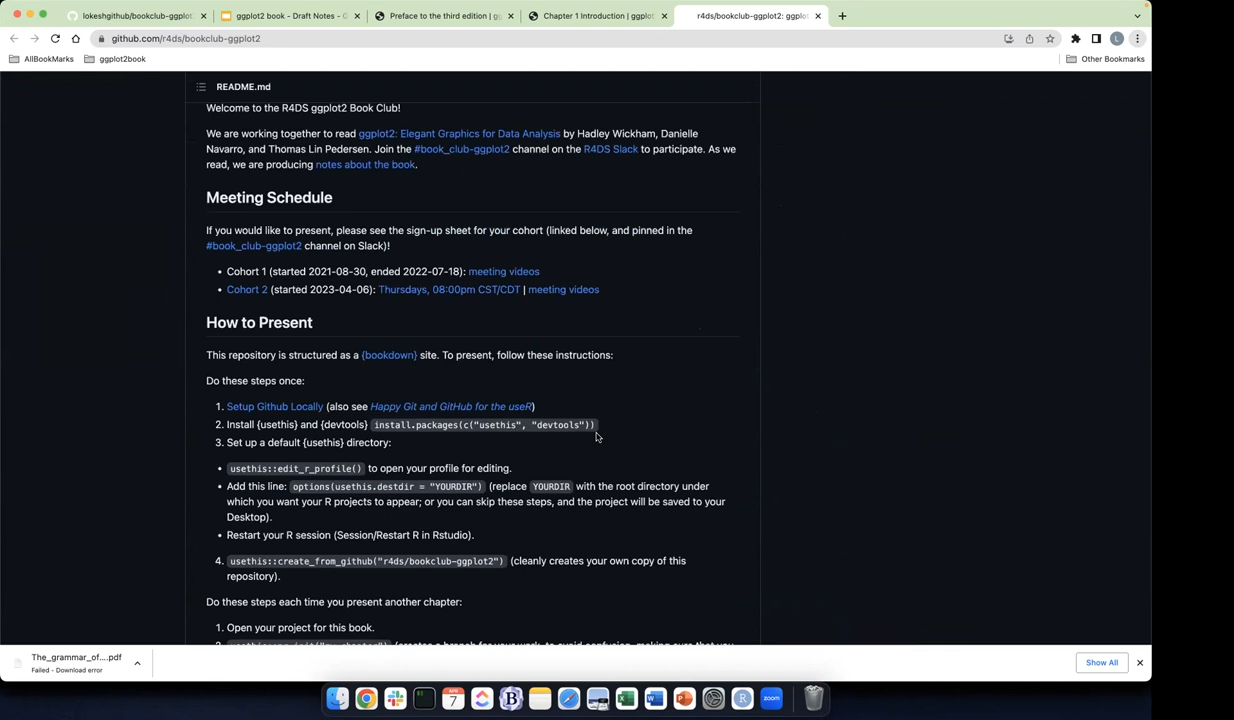 lokeshgithub/bookclub-ggplot
ggplot2 book - Draft Notes - G
Preface to the third edition | gg
Chapter 1 Introduction | ggplot
r4ds/bookclub-ggplot2: ggplot
github.com/r4ds/bookclub-ggplot2
L
AllBookMarks
ggplot2book
Other Bookmarks
README.md
Welcome to the R4DS ggplot2 Book Club!
We are working together to read ggplot2: Elegant Graphics for Data Analysis by Hadley Wickham, Danielle
Navarro, and Thomas Lin Pedersen. Join the #book_club-ggplot2 channel on the R4DS Slack to participate. As we
read, we are producing notes about the book.
Meeting Schedule
If you would like to present, please see the sign-up sheet for your cohort (linked below, and pinned in the
#book_club-ggplot2 channel on Slack)!
• Cohort 1 (started 2021-08-30, ended 2022-07-18): meeting videos
• Cohort 2 (started 2023-04-06): Thursdays, 08:00pm CST/CDT | meeting videos
How to Present
This repository is structured as a {bookdown} site. To present, follow these instructions:
Do these steps once:
1. Setup Github Locally (also see Happy Git and GitHub for the useR)
2. Install {usethis} and {devtools} install.packages(c("usethis", "devtools"))
3. Set up a default {usethis} directory:
• usethis::edit_r_profile() to open your profile for editing.
• Add this line: options(usethis.destdir = "YOURDIR") (replace YOURDIR with the root directory under
which you want your R projects to appear; or you can skip these steps, and the project will be saved to your
Desktop).
• Restart your R session (Session/Restart R in Rstudio).
4. usethis::create_from_github("r4ds/bookclub-ggplot2") (cleanly creates your own copy of this
repository).
Do these steps each time you present another chapter:
1. Open your project for this book.
The_grammar_of....pdf
Failed - Download error
Show All
APR
7
B
R
zoom